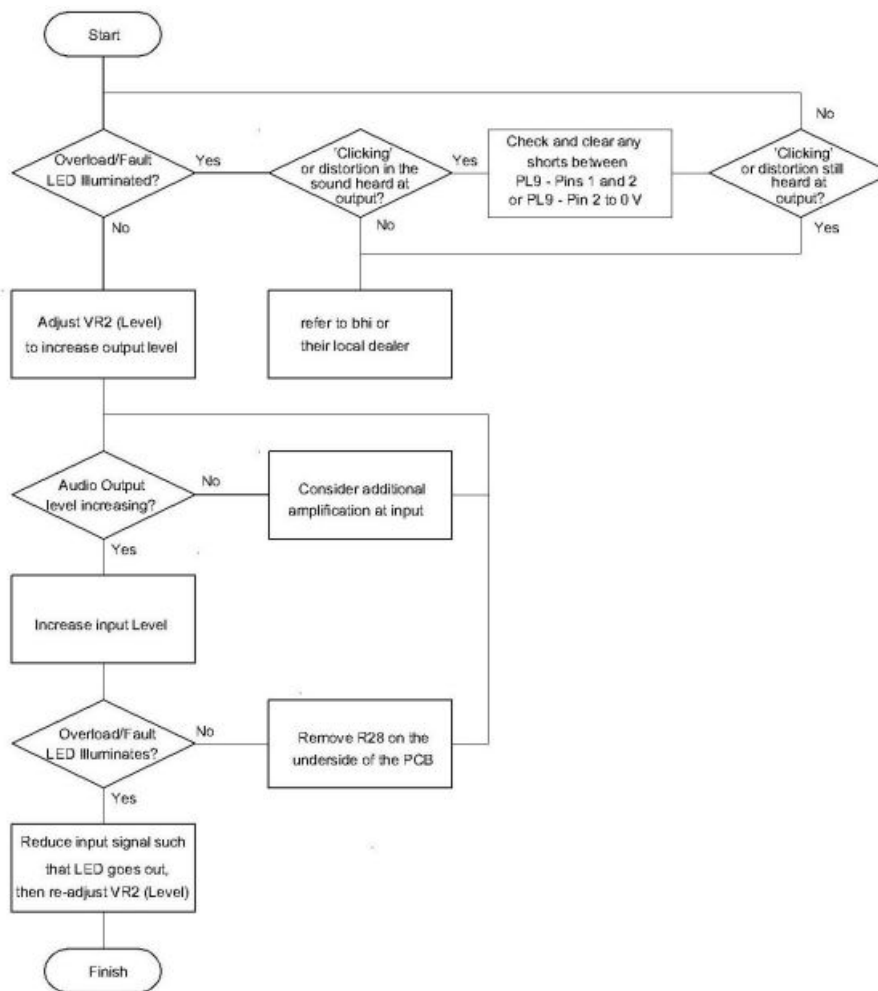 Start
No
Overload/Fault
LED Illuminated?
Yes
'Clicking'
or distortion in the
sound heard at
output?
Yes
Check and clear any
shorts between
PL9 - Pins 1 and 2
or PL9 - Pin 2 to 0 V
'Clicking'
or distortion still
heard at
output?
No
No
Yes
Adjust VR2 (Level)
to increase output level
refer to bhi or
their local dealer
Audio Output
level increasing?
No
Consider additional
amplification at input
Yes
Increase input Level
Overload/Fault
LED Illuminates?
No
Remove R28 on the
underside of the PCB
Yes
Reduce input signal such
that LED goes out,
then re-adjust VR2 (Level)
Finish